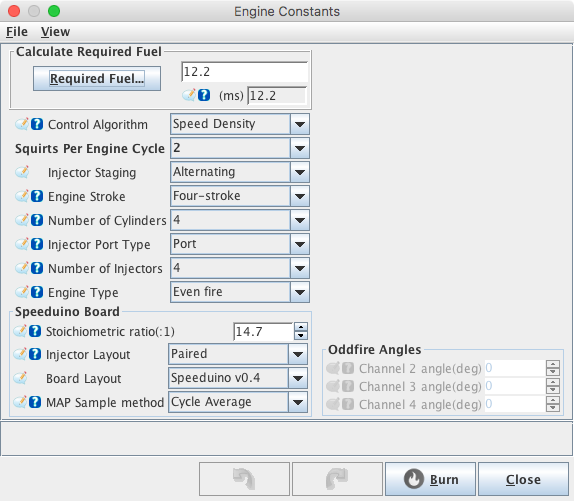 Engine Constants
File View
Calculate Required Fuel
12.2
Required Fuel...
(ms) 12.2
Control Algorithm Speed Density
Squirts Per Engine Cycle 2
Injector Staging Alternating
Engine Stroke Four-stroke
Number of Cylinders 4
Injector Port Type Port
Number of Injectors 4
Engine Type Even fire
Speeduino Board
Stoichiometric ratio(:1) 14.7
Injector Layout Paired
Board Layout Speeduino v0.4
MAP Sample method Cycle Average
Oddfire Angles
Channel 2 angle(deg) 0
Channel 3 angle(deg) 0
Channel 4 angle(deg) 0
Burn Close